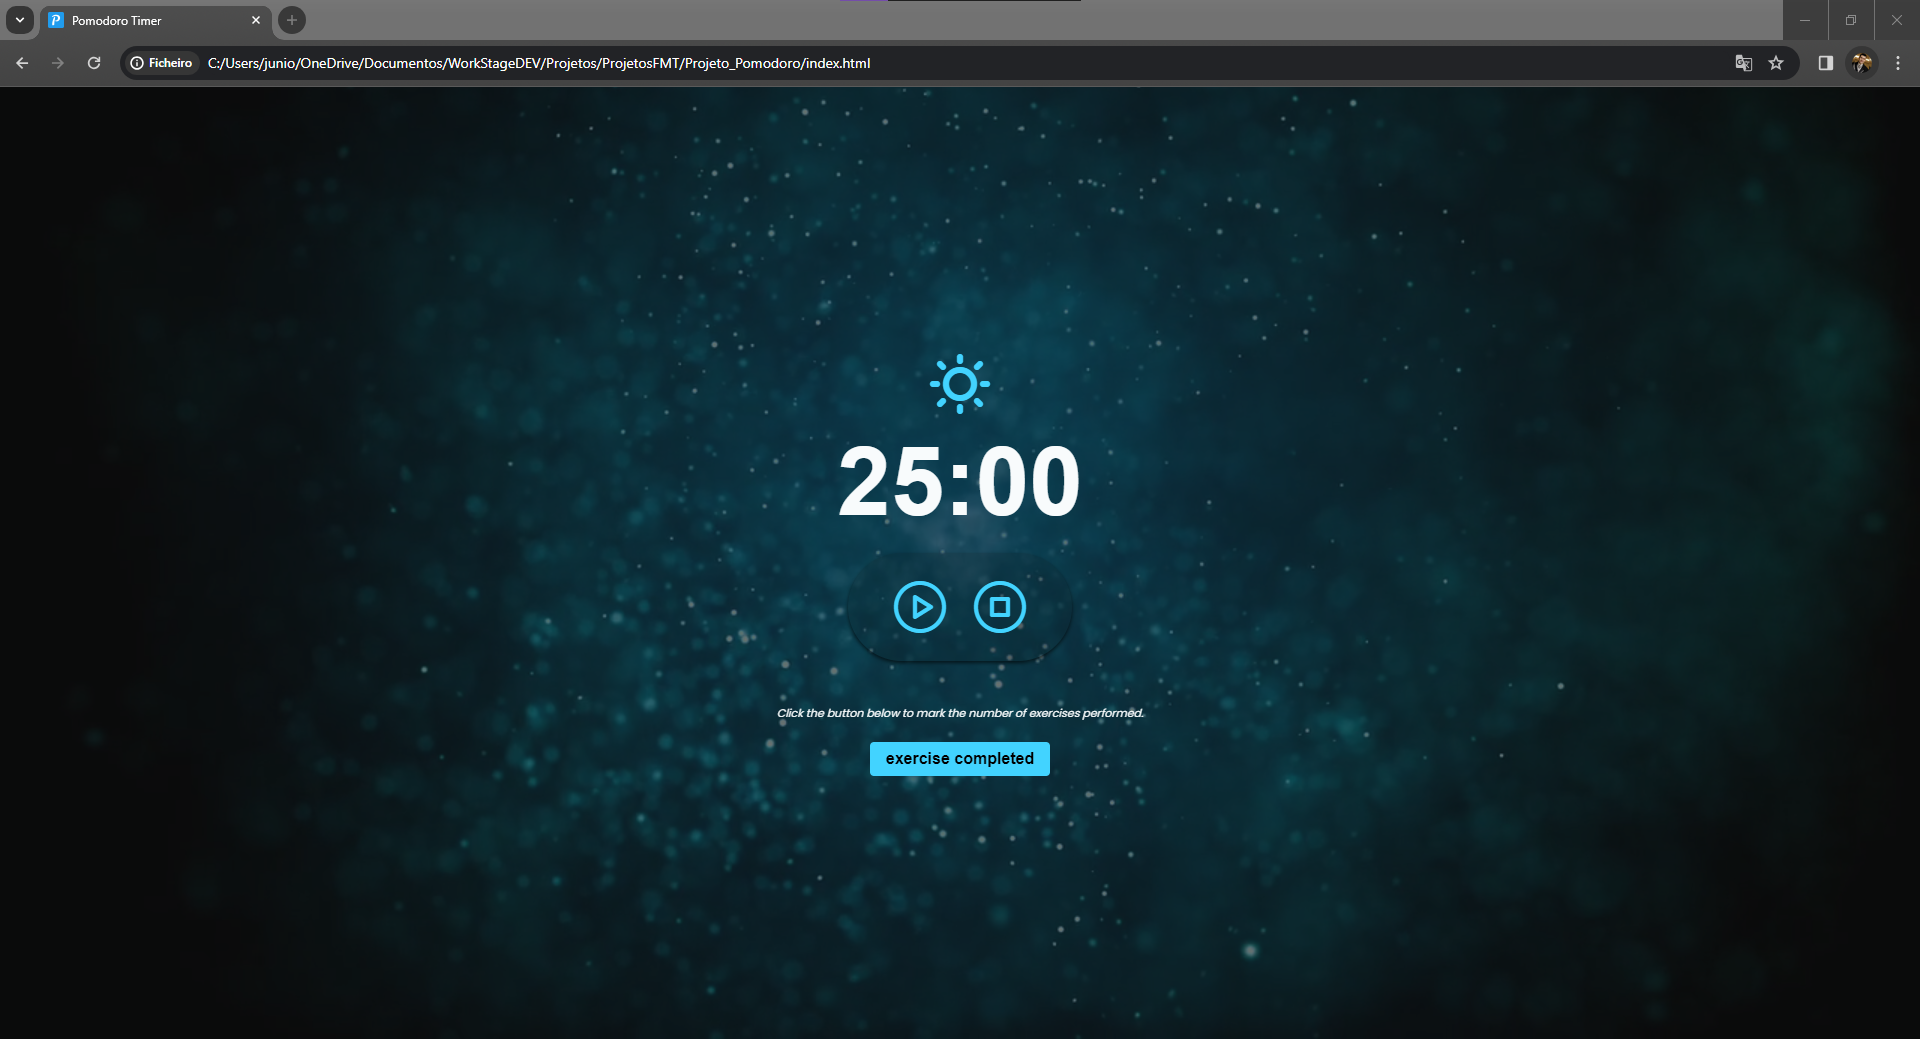 Pomodoro Timer
Ficheiro C:/Users/junio/OneDrive/Documentos/WorkStageDEV/Projetos/ProjetosFMT/Projeto_Pomodoro/index.html
25:00
Click the button below to mark the number of exercises performed.
exercise completed